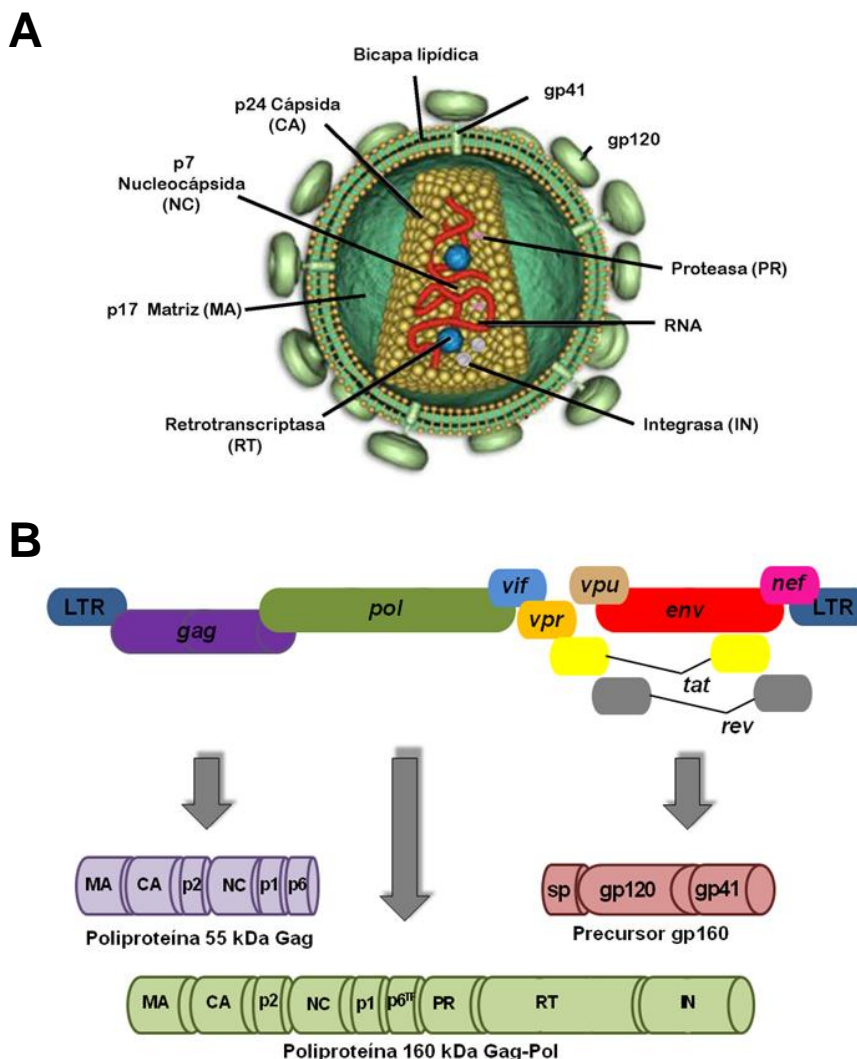 A
Bicapa lipídica
p24 Cápsida
(CA)
gp41
gp120
p7
Nucleocápsida
(NC)
Proteasa (PR)
p17 Matriz (MA)
RNA
Retrotranscriptasa
(RT)
Integrasa (IN)
B
LTR
gag
pol
vif
vpr
vpu
env
nef
LTR
tat
rev
MA CA p2 NC p1 p6
Poliproteína 55 kDa Gag
sp gp120 gp41
Precursor gp160
MA CA p2 NC p1 p6TF PR RT IN
Poliproteína 160 kDa Gag-Pol